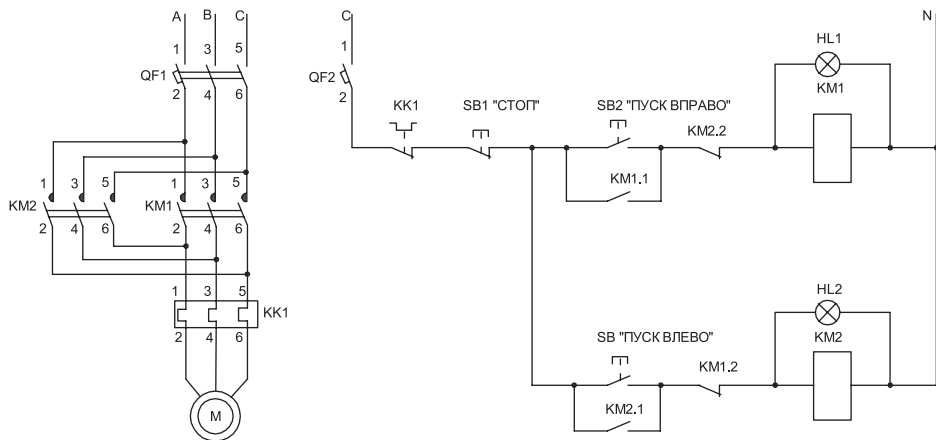 A B C
1 3 5
QF1
2 4 6
1 3 5
KM2
2 4 6
1 3 5
KM1
2 4 6
1 3 5
KK1
2 4 6
M
C
1
QF2
2
KK1
SB1 "СТОП"
SB2 "ПУСК ВПРАВО"
KM1.1
KM2.2
HL1
KM1
N
SB "ПУСК ВЛЕВО"
KM2.1
KM1.2
HL2
KM2